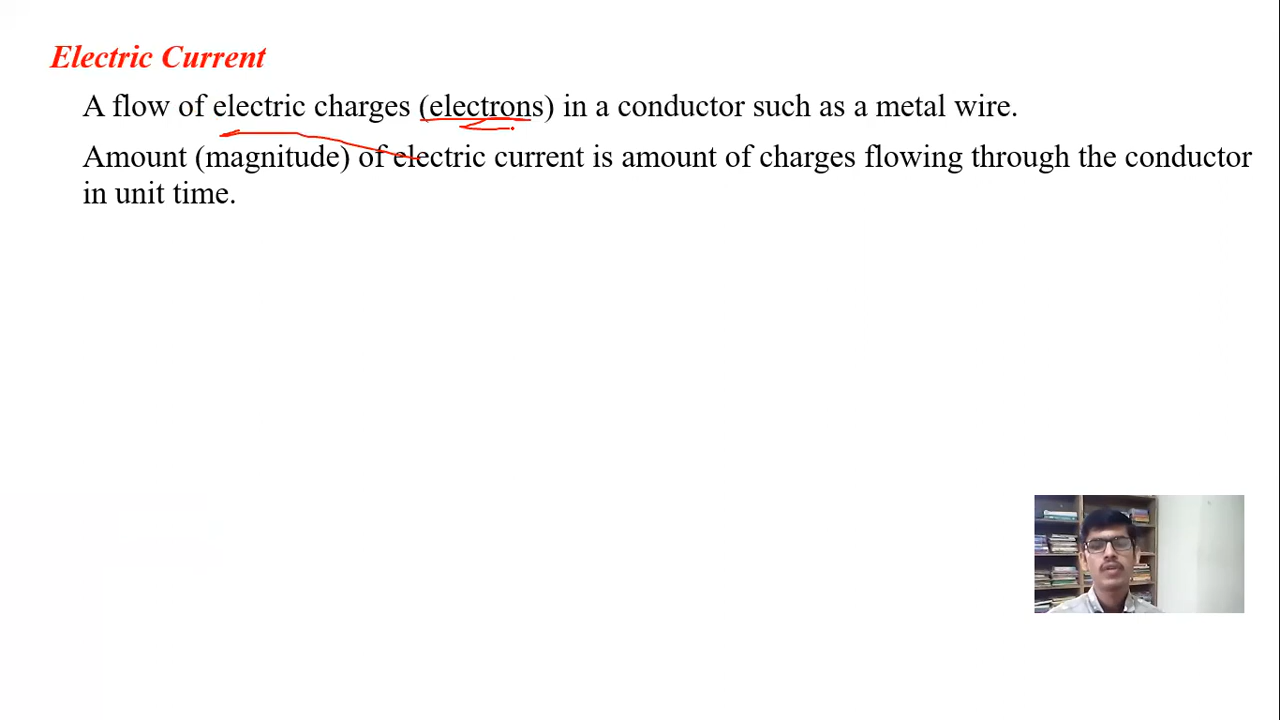 Electric Current
A flow of electric charges (electrons) in a conductor such as a metal wire.
Amount (magnitude) of electric current is amount of charges flowing through the conductor
in unit time.